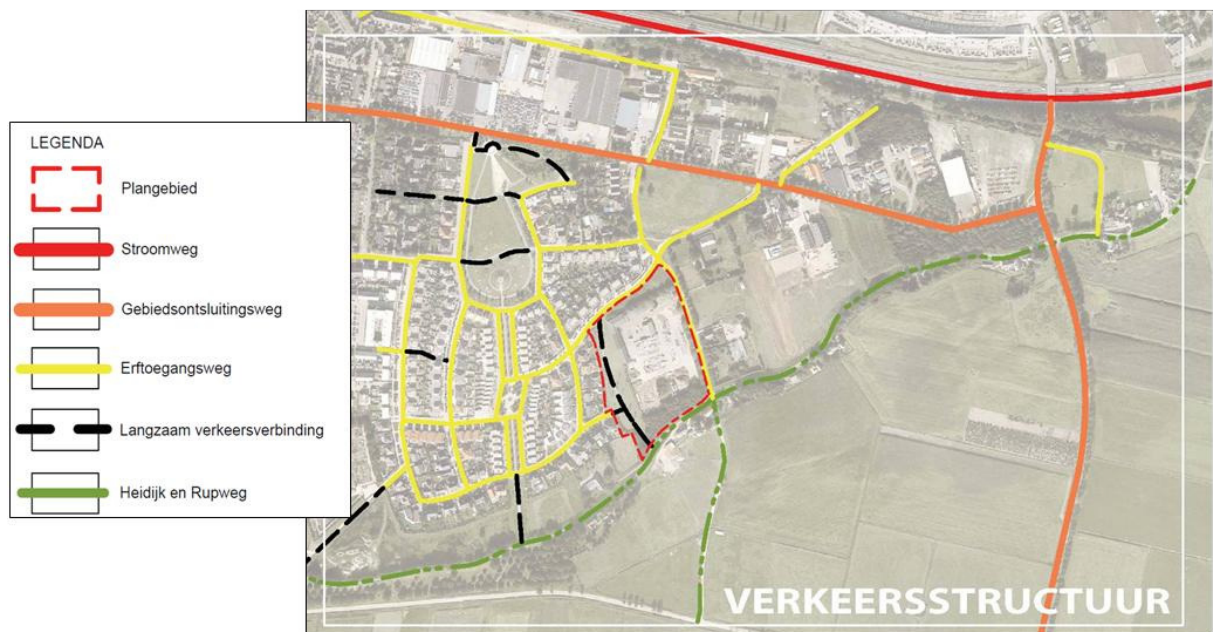 LEGENDA
Plangebied
Stroomweg
Gebiedsontsluitingsweg
Erftoegangsweg
Langzaam verkeersverbinding
Heidijk en Rupweg
VERKEERSSTRUCTUUR